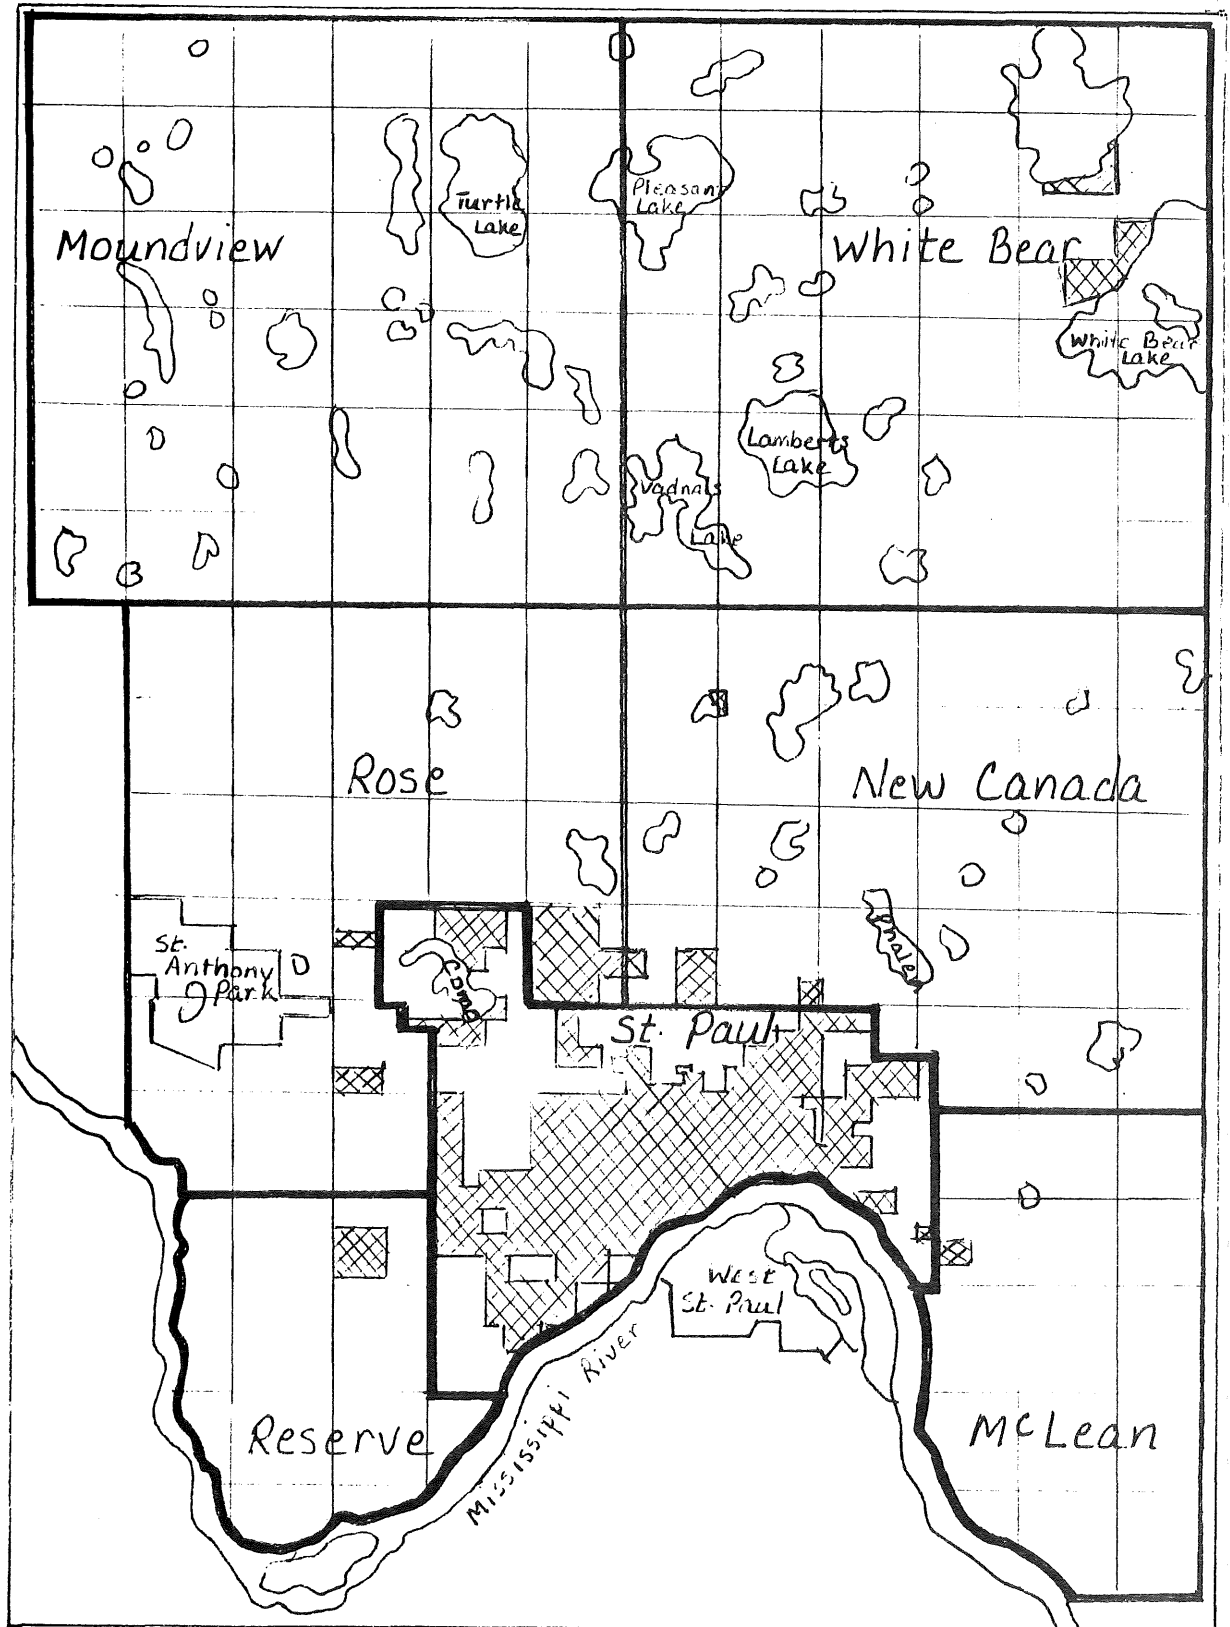 Turtle
Lake
Pleasant
Lake
Moundview
White Bear
White Bear
Lake
Lamberts
Lake
Vadnais
Lake
Rose
New Canada
Phalen
St.
Anthony
Park
Como
St. Paul
West
St. Paul
Mississippi River
Reserve
McLean